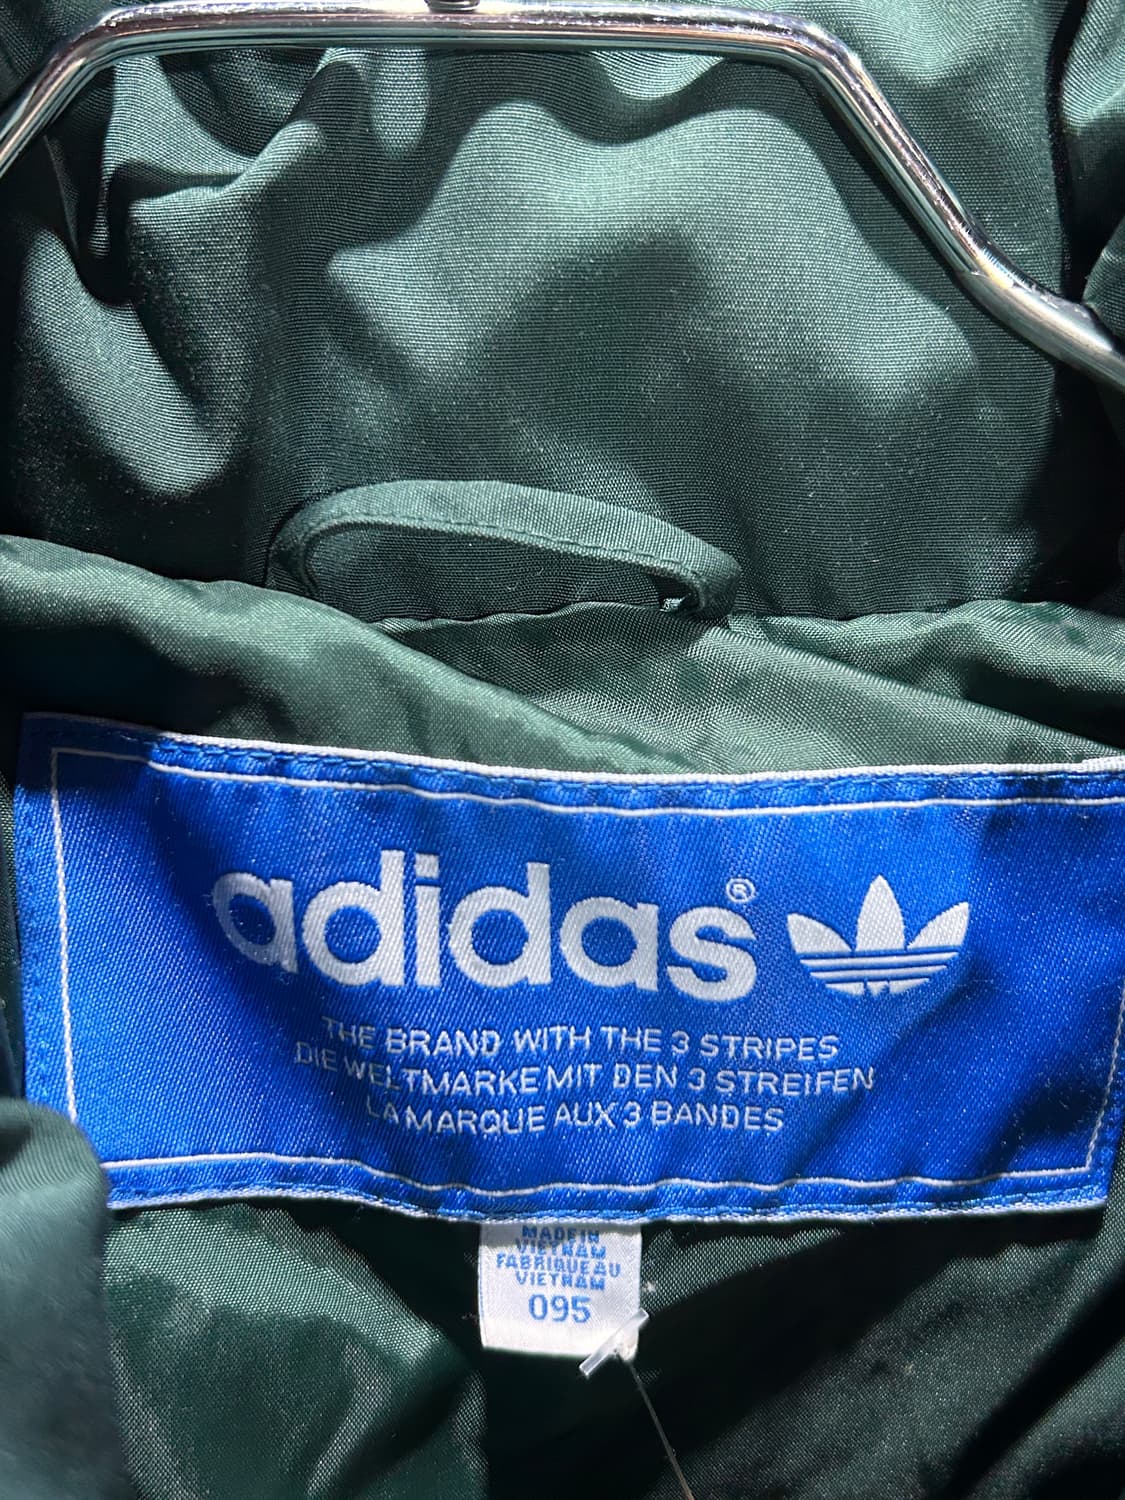 adidas®
THE BRAND WITH THE 3 STRIPES
DIE WELTMARKE MIT DEN 3 STREIFEN
LA MARQUE AUX 3 BANDES
MADE IN
VIETNAM
FABRIQUE AU
VIETNAM
095